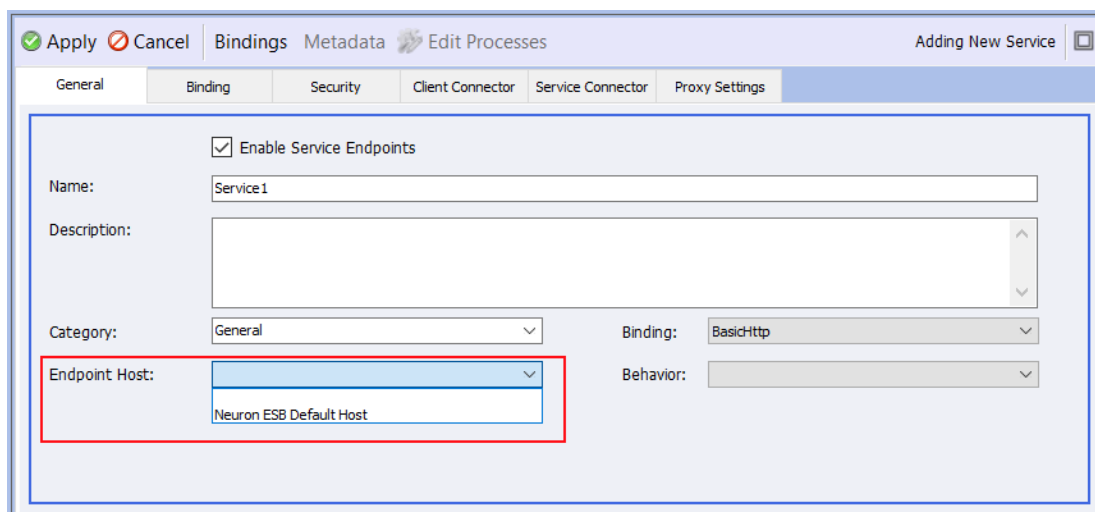 Apply Cancel Bindings Metadata Edit Processes Adding New Service
General Binding Security Client Connector Service Connector Proxy Settings
Enable Service Endpoints
Name: Service1
Description:
Category: General Binding: BasicHttp
Endpoint Host: Behavior:
Neuron ESB Default Host